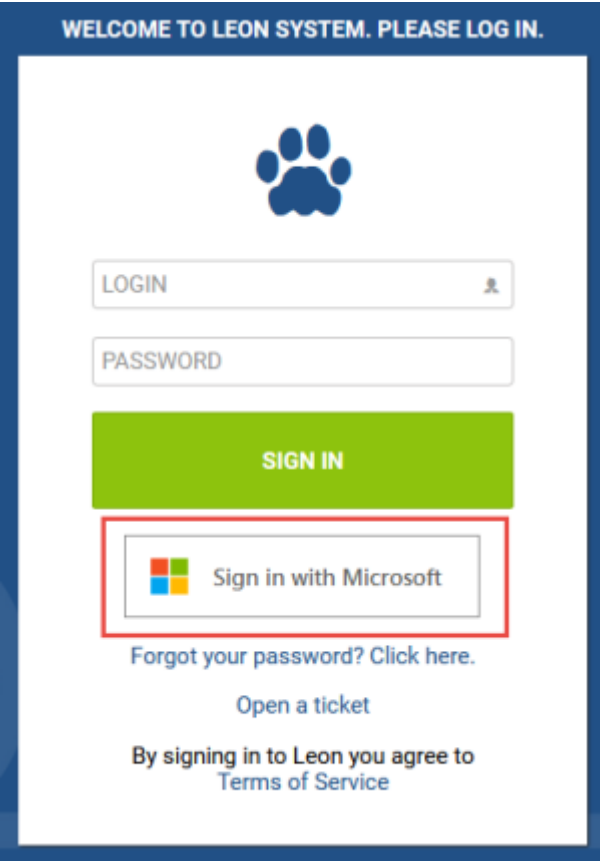 WELCOME TO LEON SYSTEM. PLEASE LOG IN.
LOGIN
PASSWORD
SIGN IN
Sign in with Microsoft
Forgot your password? Click here.
Open a ticket
By signing in to Leon you agree to
Terms of Service